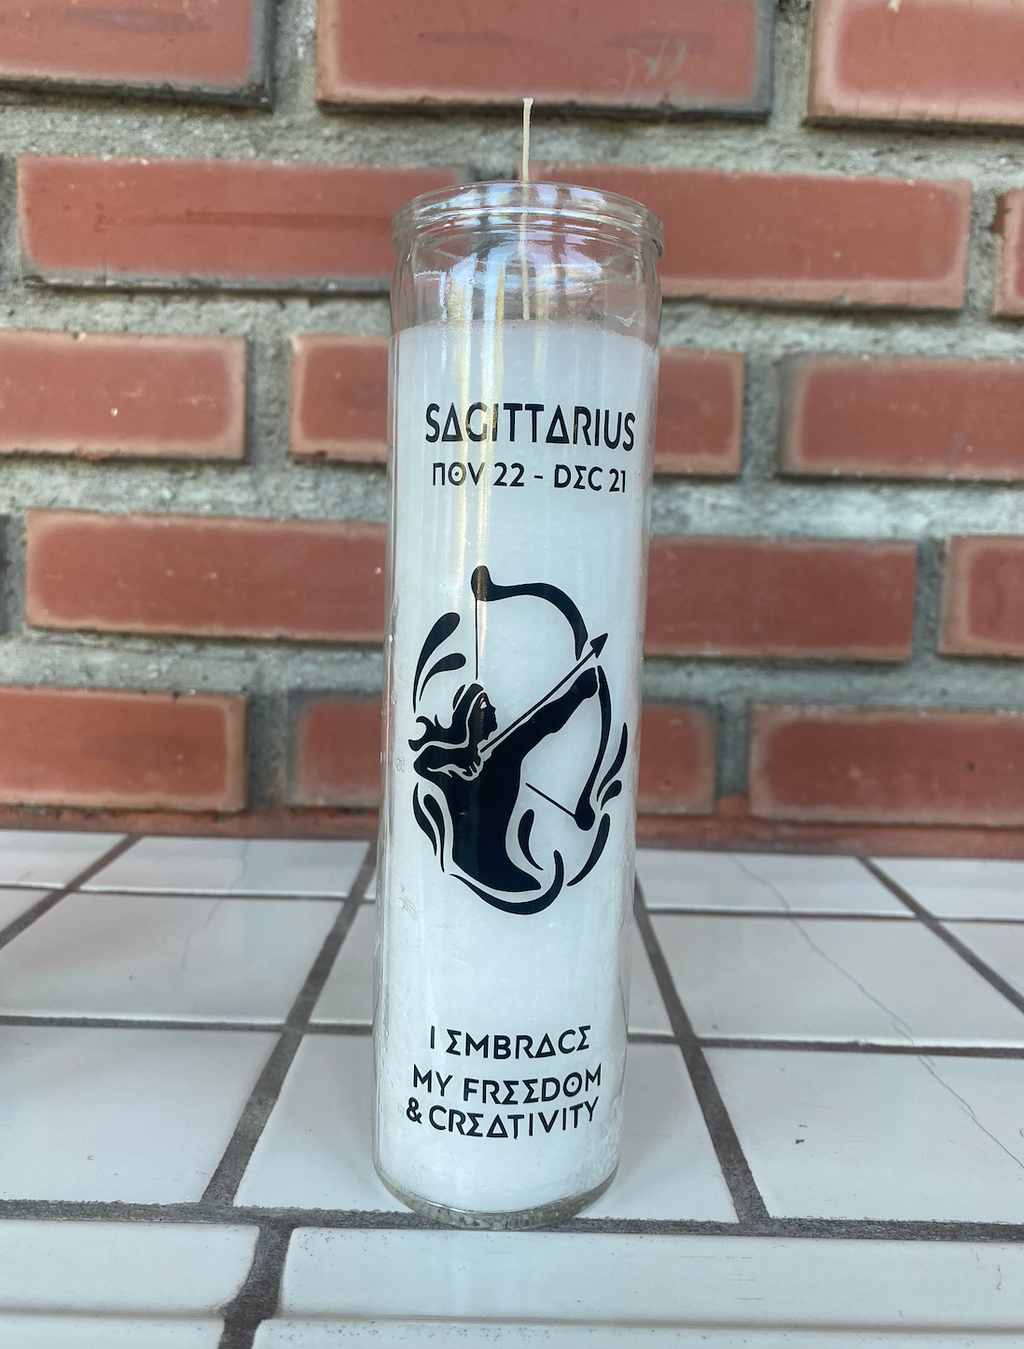 SAGITTARIUS
NOV 22 - DEC 21
I EMBRACE
MY FREEDOM
& CREATIVITY